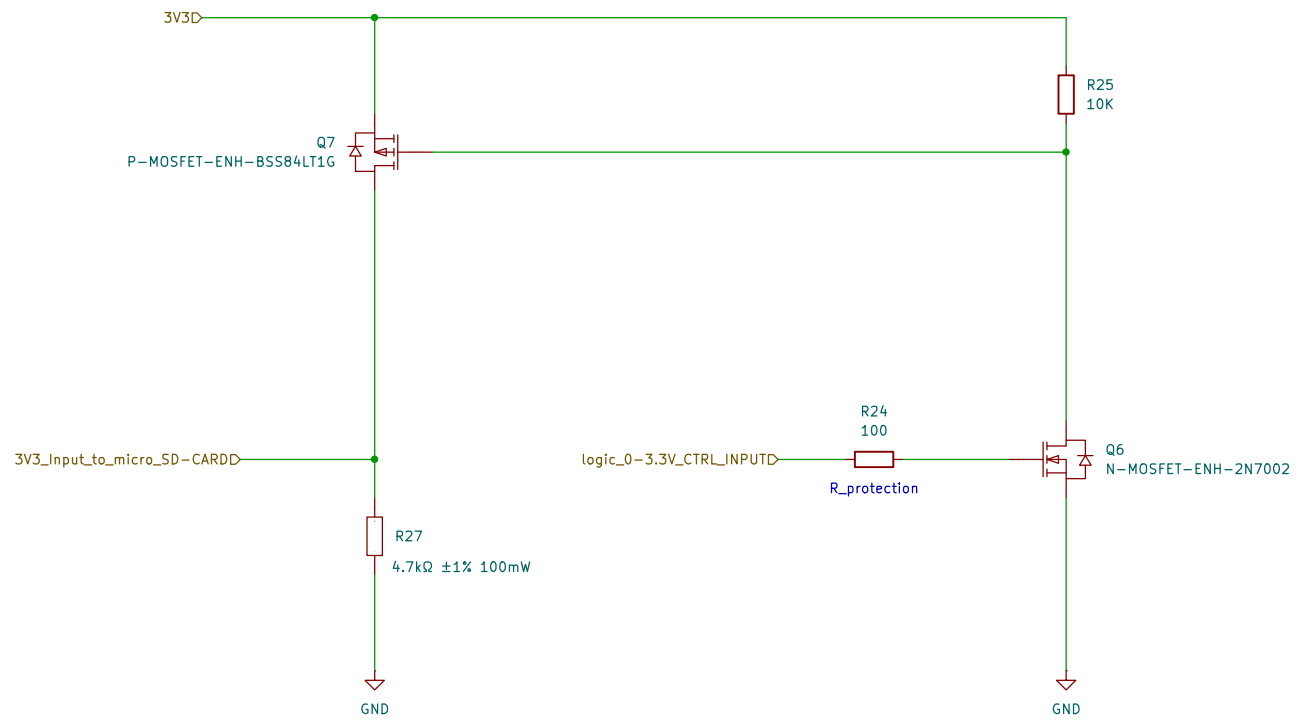 3V3
R25
10K
Q7
P-MOSFET-ENH-BSS84LT1G
R24
100
3V3_Input_to_micro_SD-CARD
logic_0-3.3V_CTRL_INPUT
Q6
N-MOSFET-ENH-2N7002
R_protection
R27
4.7kΩ ±1% 100mW
GND
GND